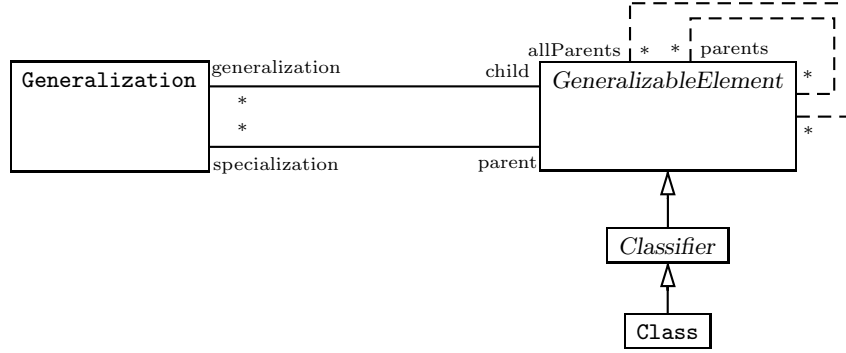 allParents * * parents
generalization
child
*
Generalization
GeneralizableElement
*
*
*
specialization
parent
Classifier
Class